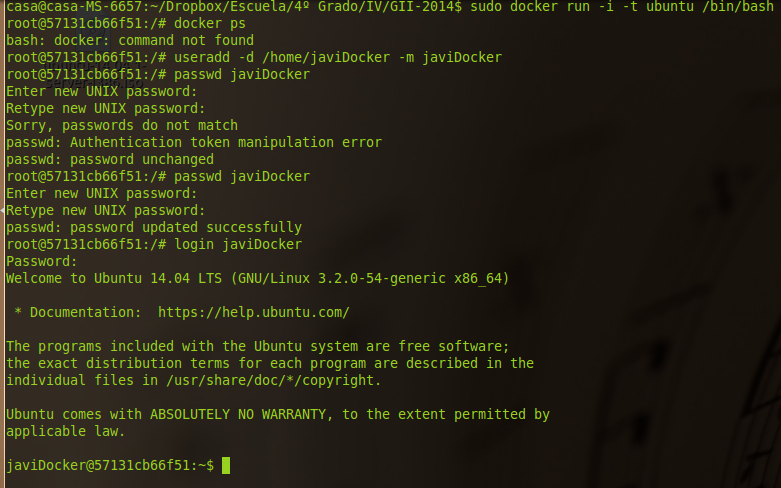 casa@casa-MS-6657:~/Dropbox/Escuela/4º Grado/IV/GII-2014$ sudo docker run -i -t ubuntu /bin/bash
root@57131cb66f51:/# docker ps
bash: docker: command not found
root@57131cb66f51:/# useradd -d /home/javiDocker -m javiDocker
root@57131cb66f51:/# passwd javiDocker
Enter new UNIX password:
Retype new UNIX password:
Sorry, passwords do not match
passwd: Authentication token manipulation error
passwd: password unchanged
root@57131cb66f51:/# passwd javiDocker
Enter new UNIX password:
Retype new UNIX password:
passwd: password updated successfully
root@57131cb66f51:/# login javiDocker
Password:
Welcome to Ubuntu 14.04 LTS (GNU/Linux 3.2.0-54-generic x86_64)

 * Documentation:  https://help.ubuntu.com/

The programs included with the Ubuntu system are free software;
the exact distribution terms for each program are described in the
individual files in /usr/share/doc/*/copyright.

Ubuntu comes with ABSOLUTELY NO WARRANTY, to the extent permitted by
applicable law.

javiDocker@57131cb66f51:~$